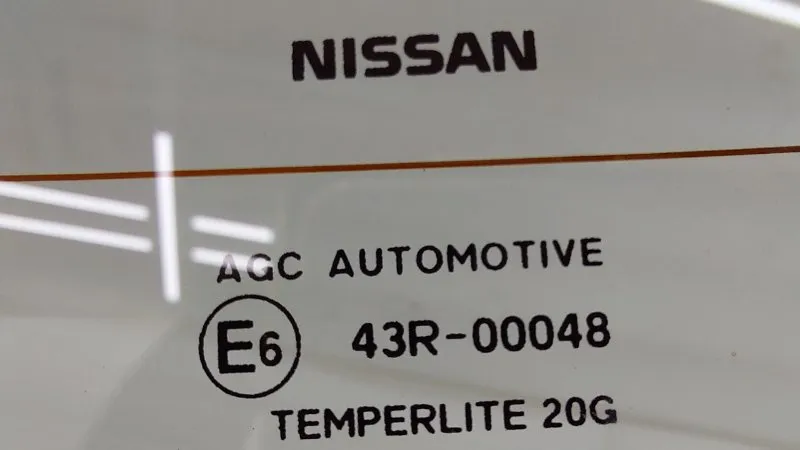 NISSAN
AGC AUTOMOTIVE
E6 43R-00048
TEMPERLITE 20G